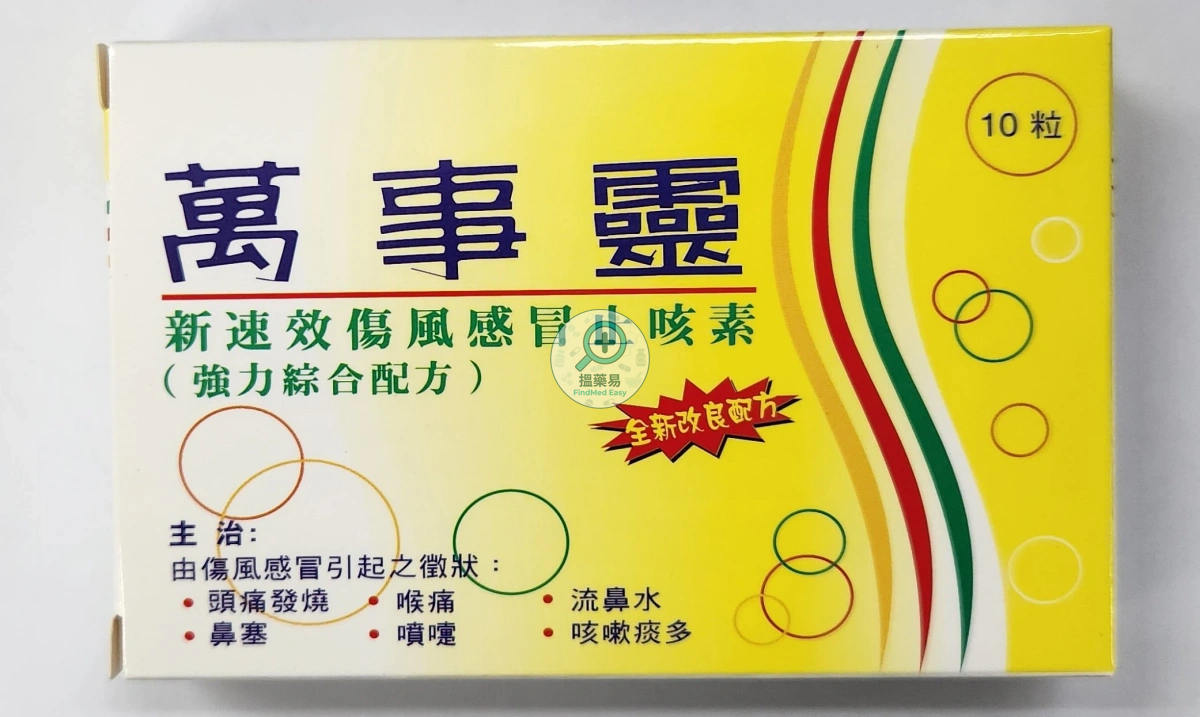 10 粒
萬事靈
新速效傷風感冒止咳素
(強力綜合配方)
搵藥易
FindMed Easy
全新改良配方
主治:
由傷風感冒引起之徵狀:
• 頭痛發燒 • 喉痛 • 流鼻水
• 鼻塞 • 噴嚏 • 咳嗽痰多